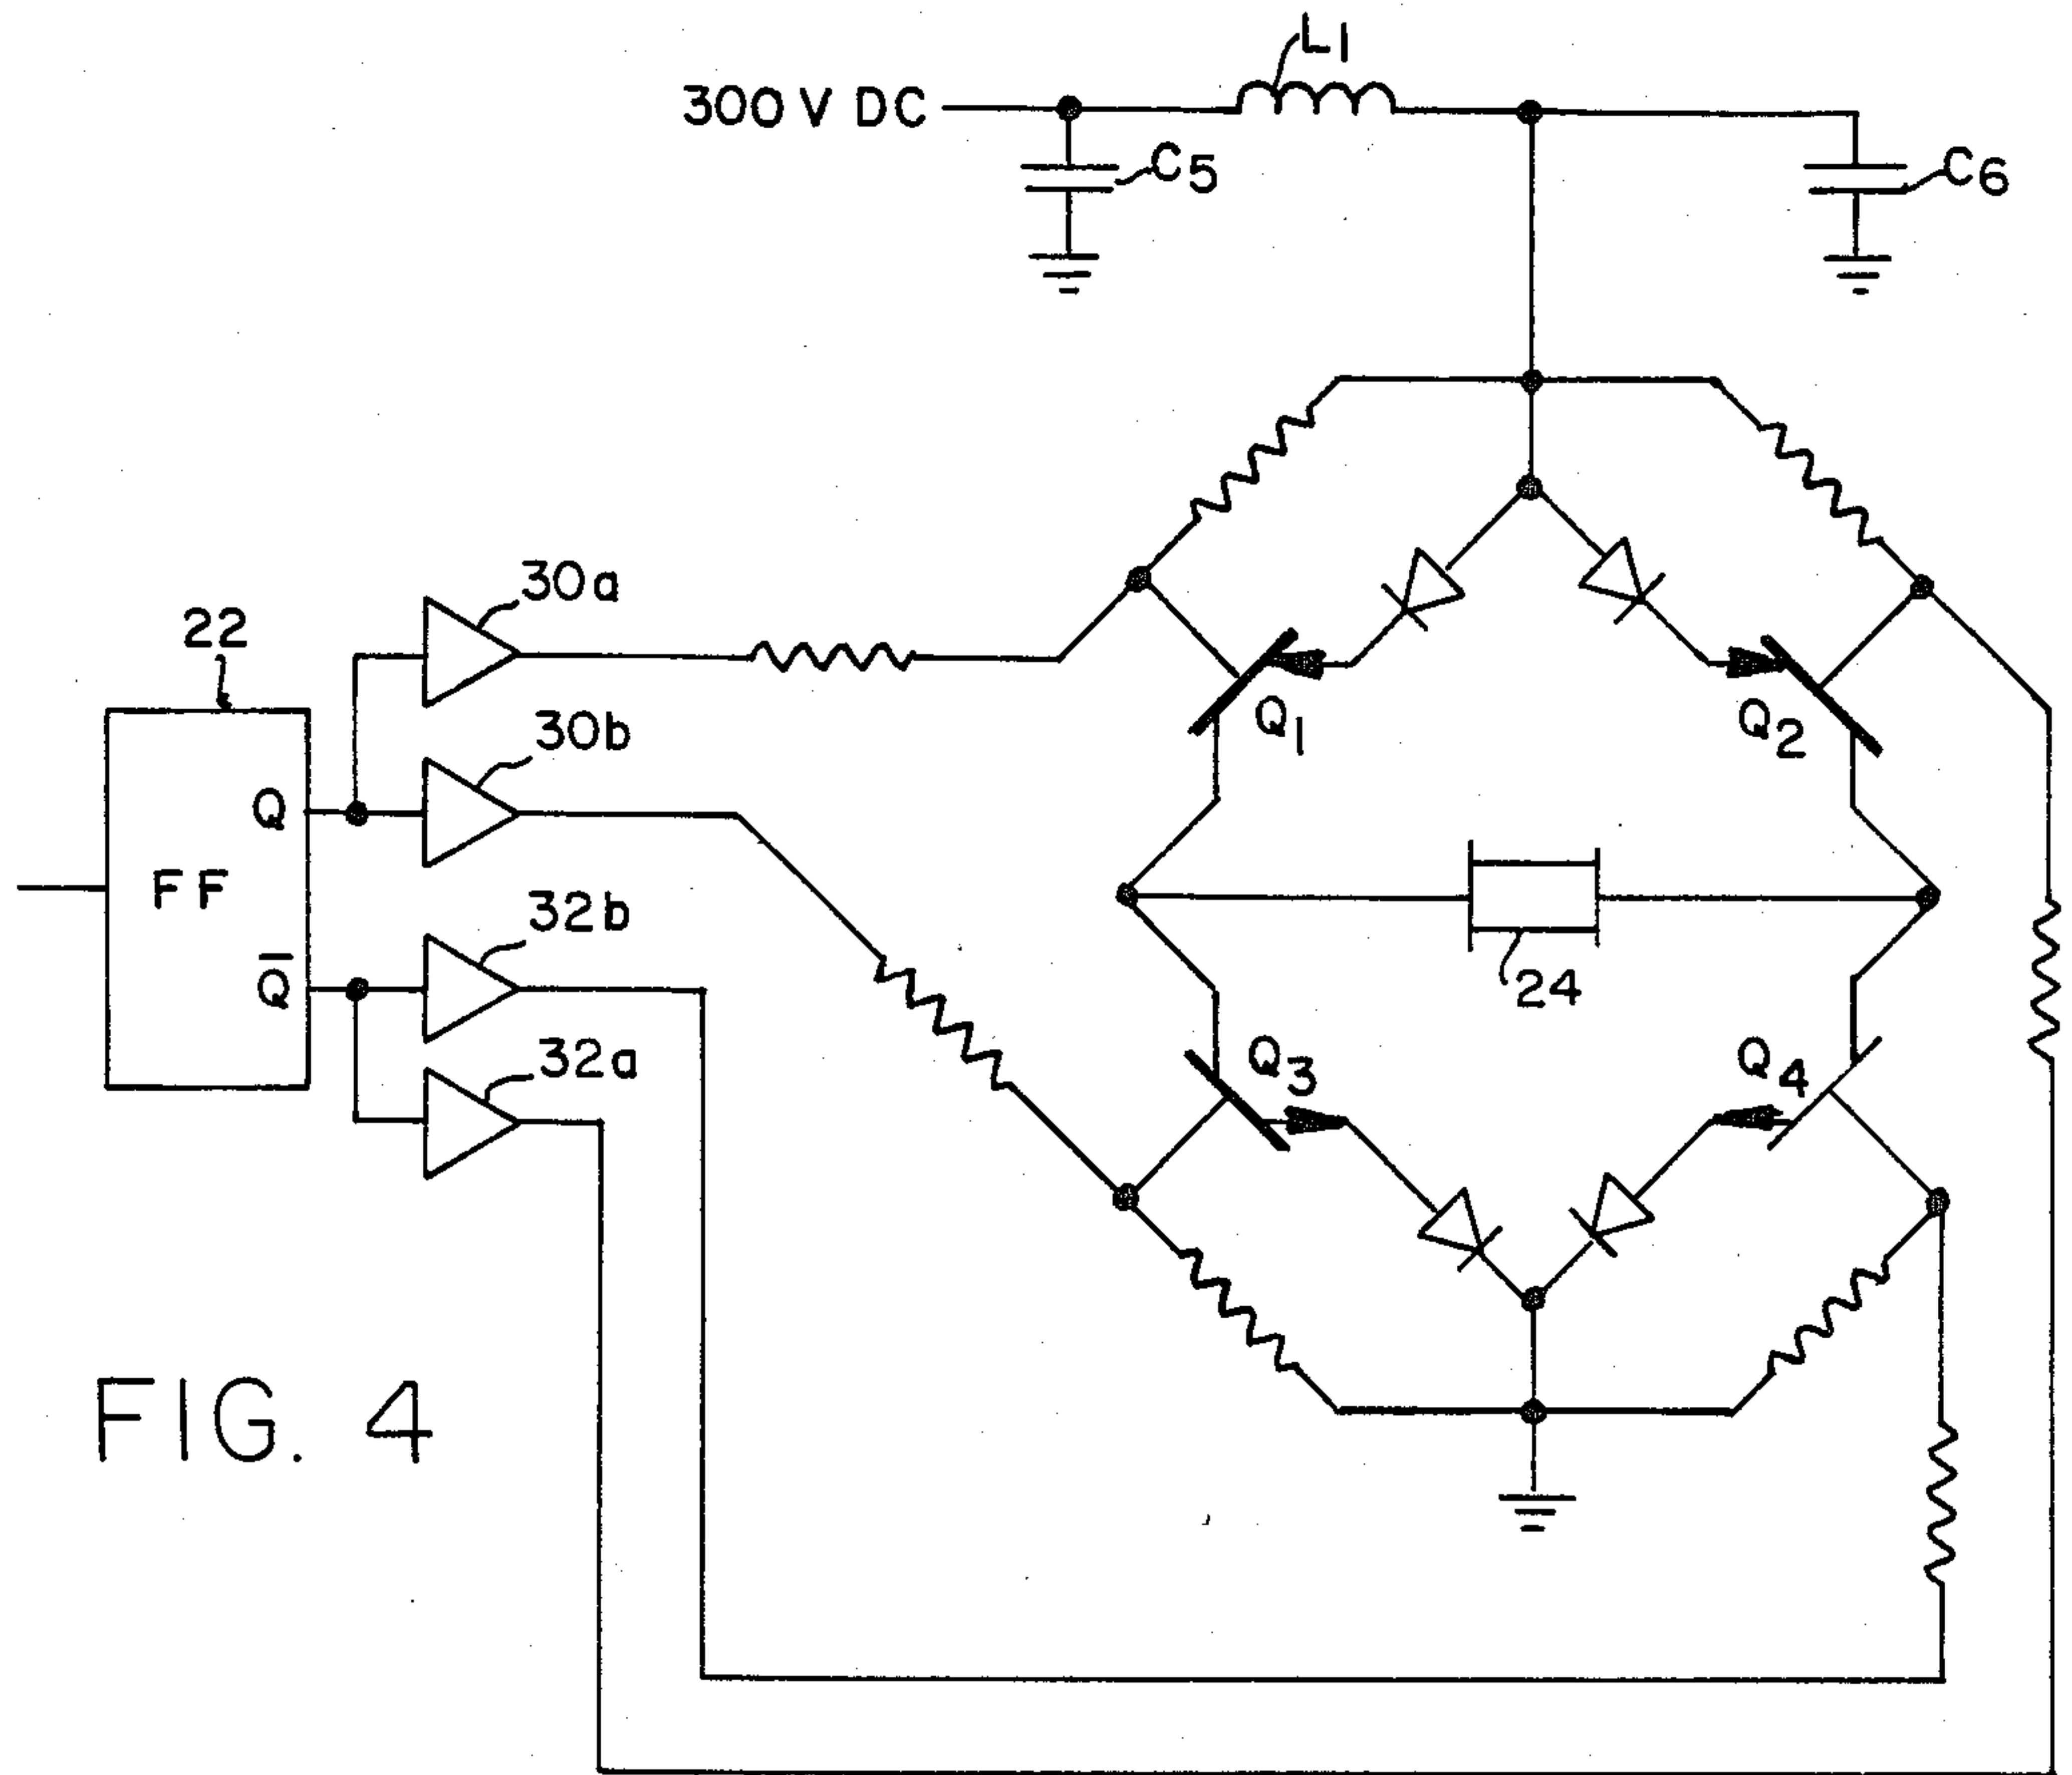 L1
300 V DC
C5
C6
30a
22
Q1
Q2
30b
Q
FF
32b
Q̅
24
32a
Q3
Q4
FIG. 4